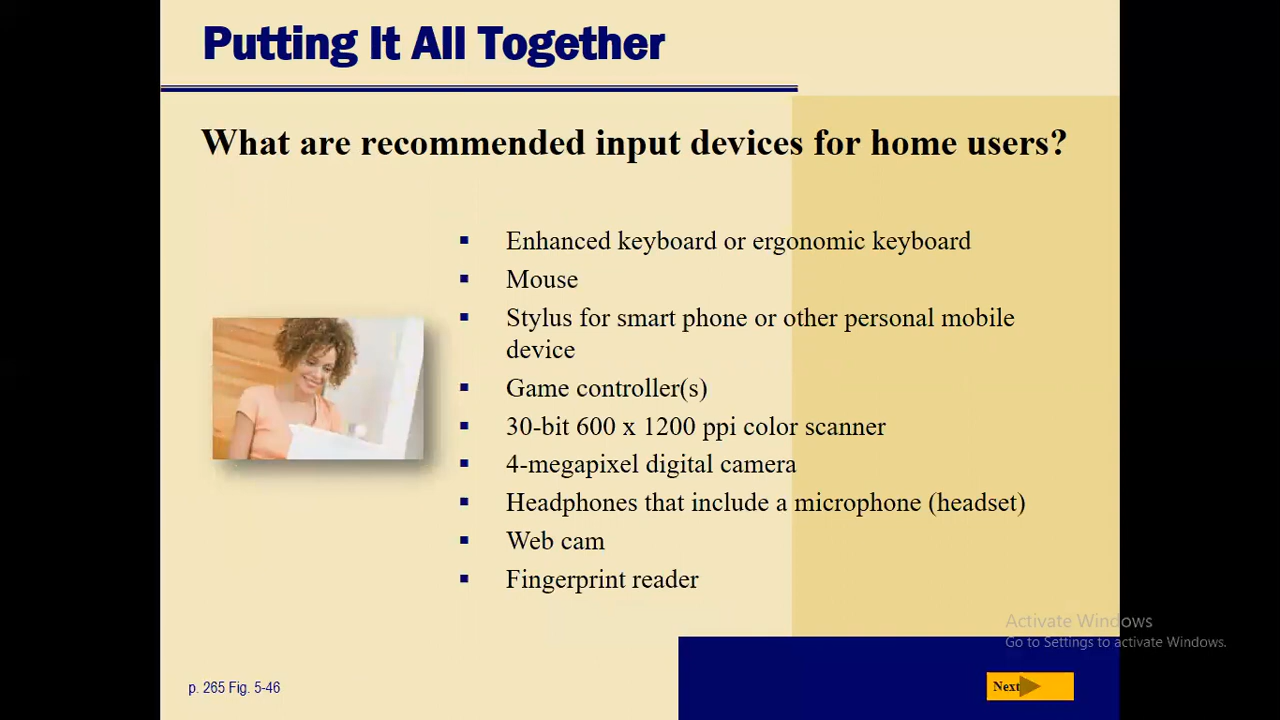 Putting It All Together
What are recommended input devices for home users?
Enhanced keyboard or ergonomic keyboard
Mouse
Stylus for smart phone or other personal mobile
device
Game controller(s)
30-bit 600 x 1200 ppi color scanner
4-megapixel digital camera
Headphones that include a microphone (headset)
Web cam
Fingerprint reader
Activate Windows
Go to Settings to activate Windows.
p. 265 Fig. 5-46
Next